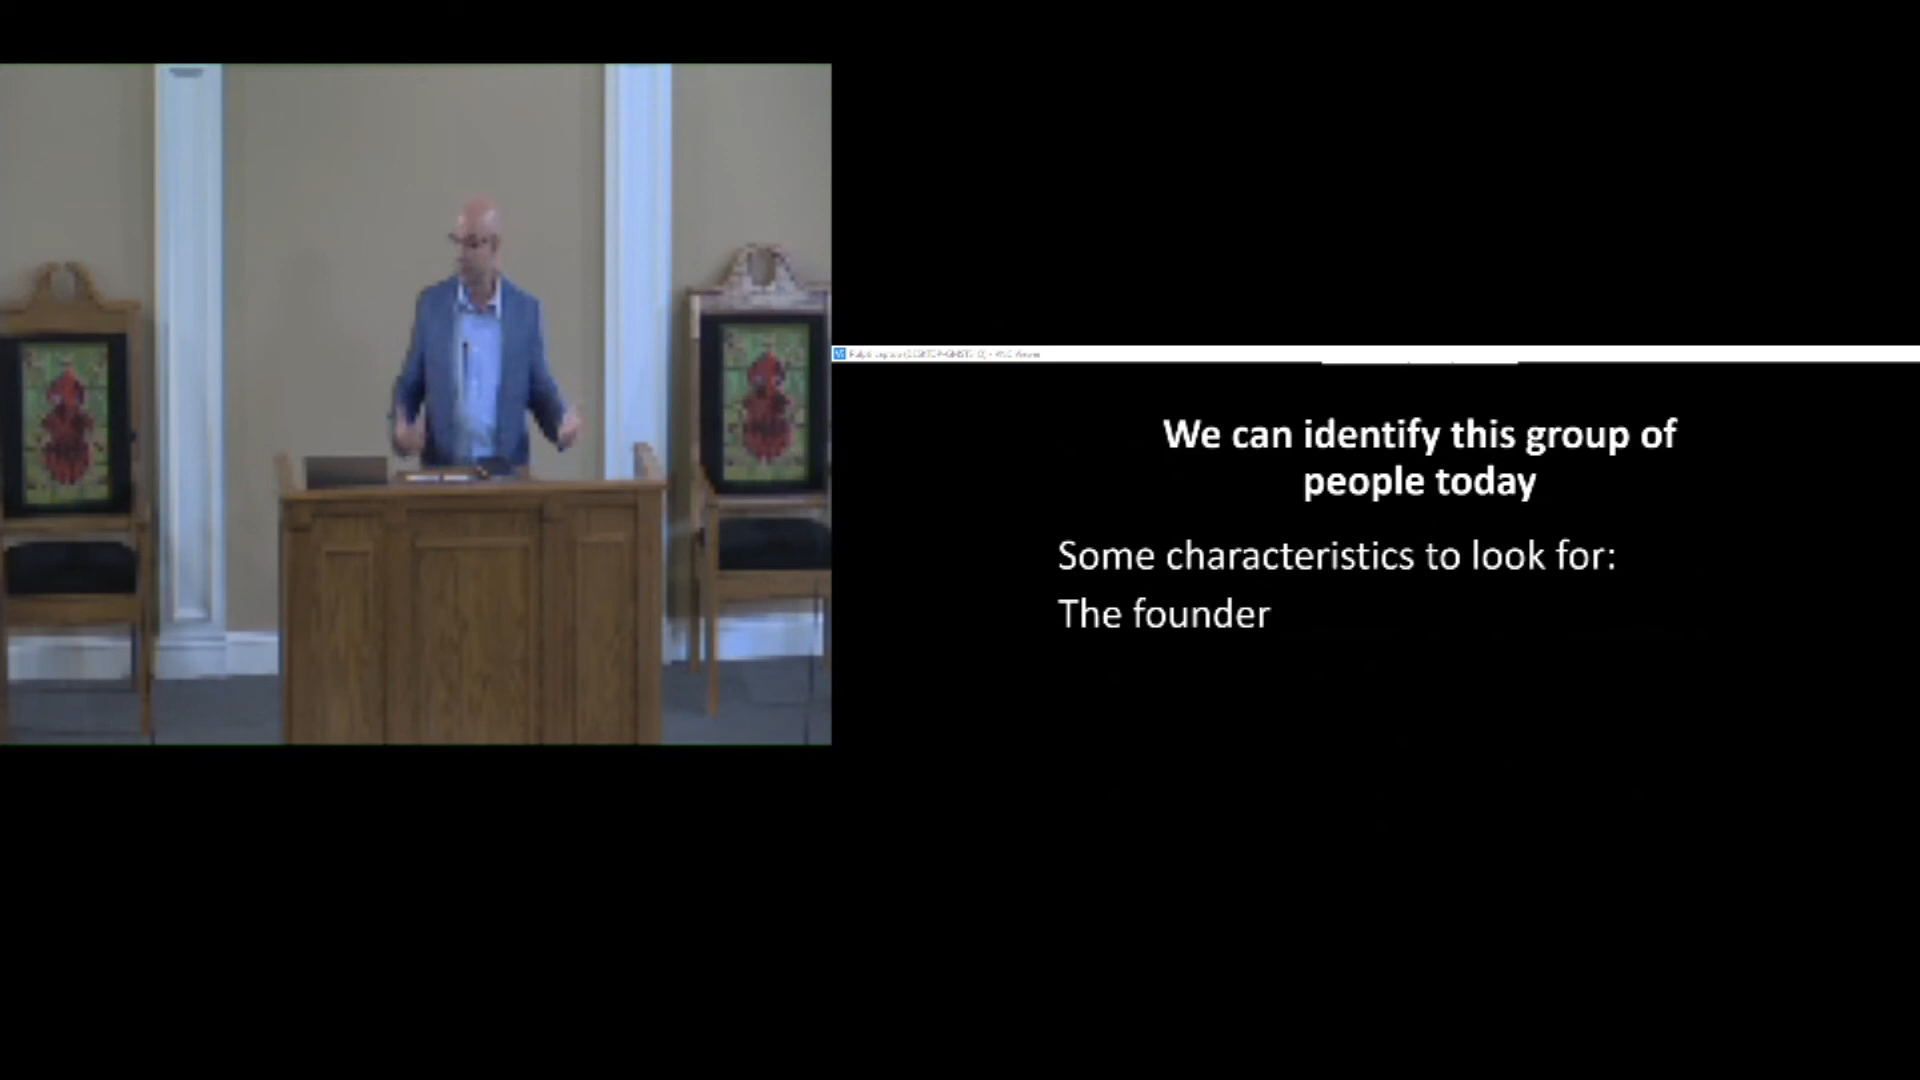 We can identify this group of
people today
Some characteristics to look for:
The founder